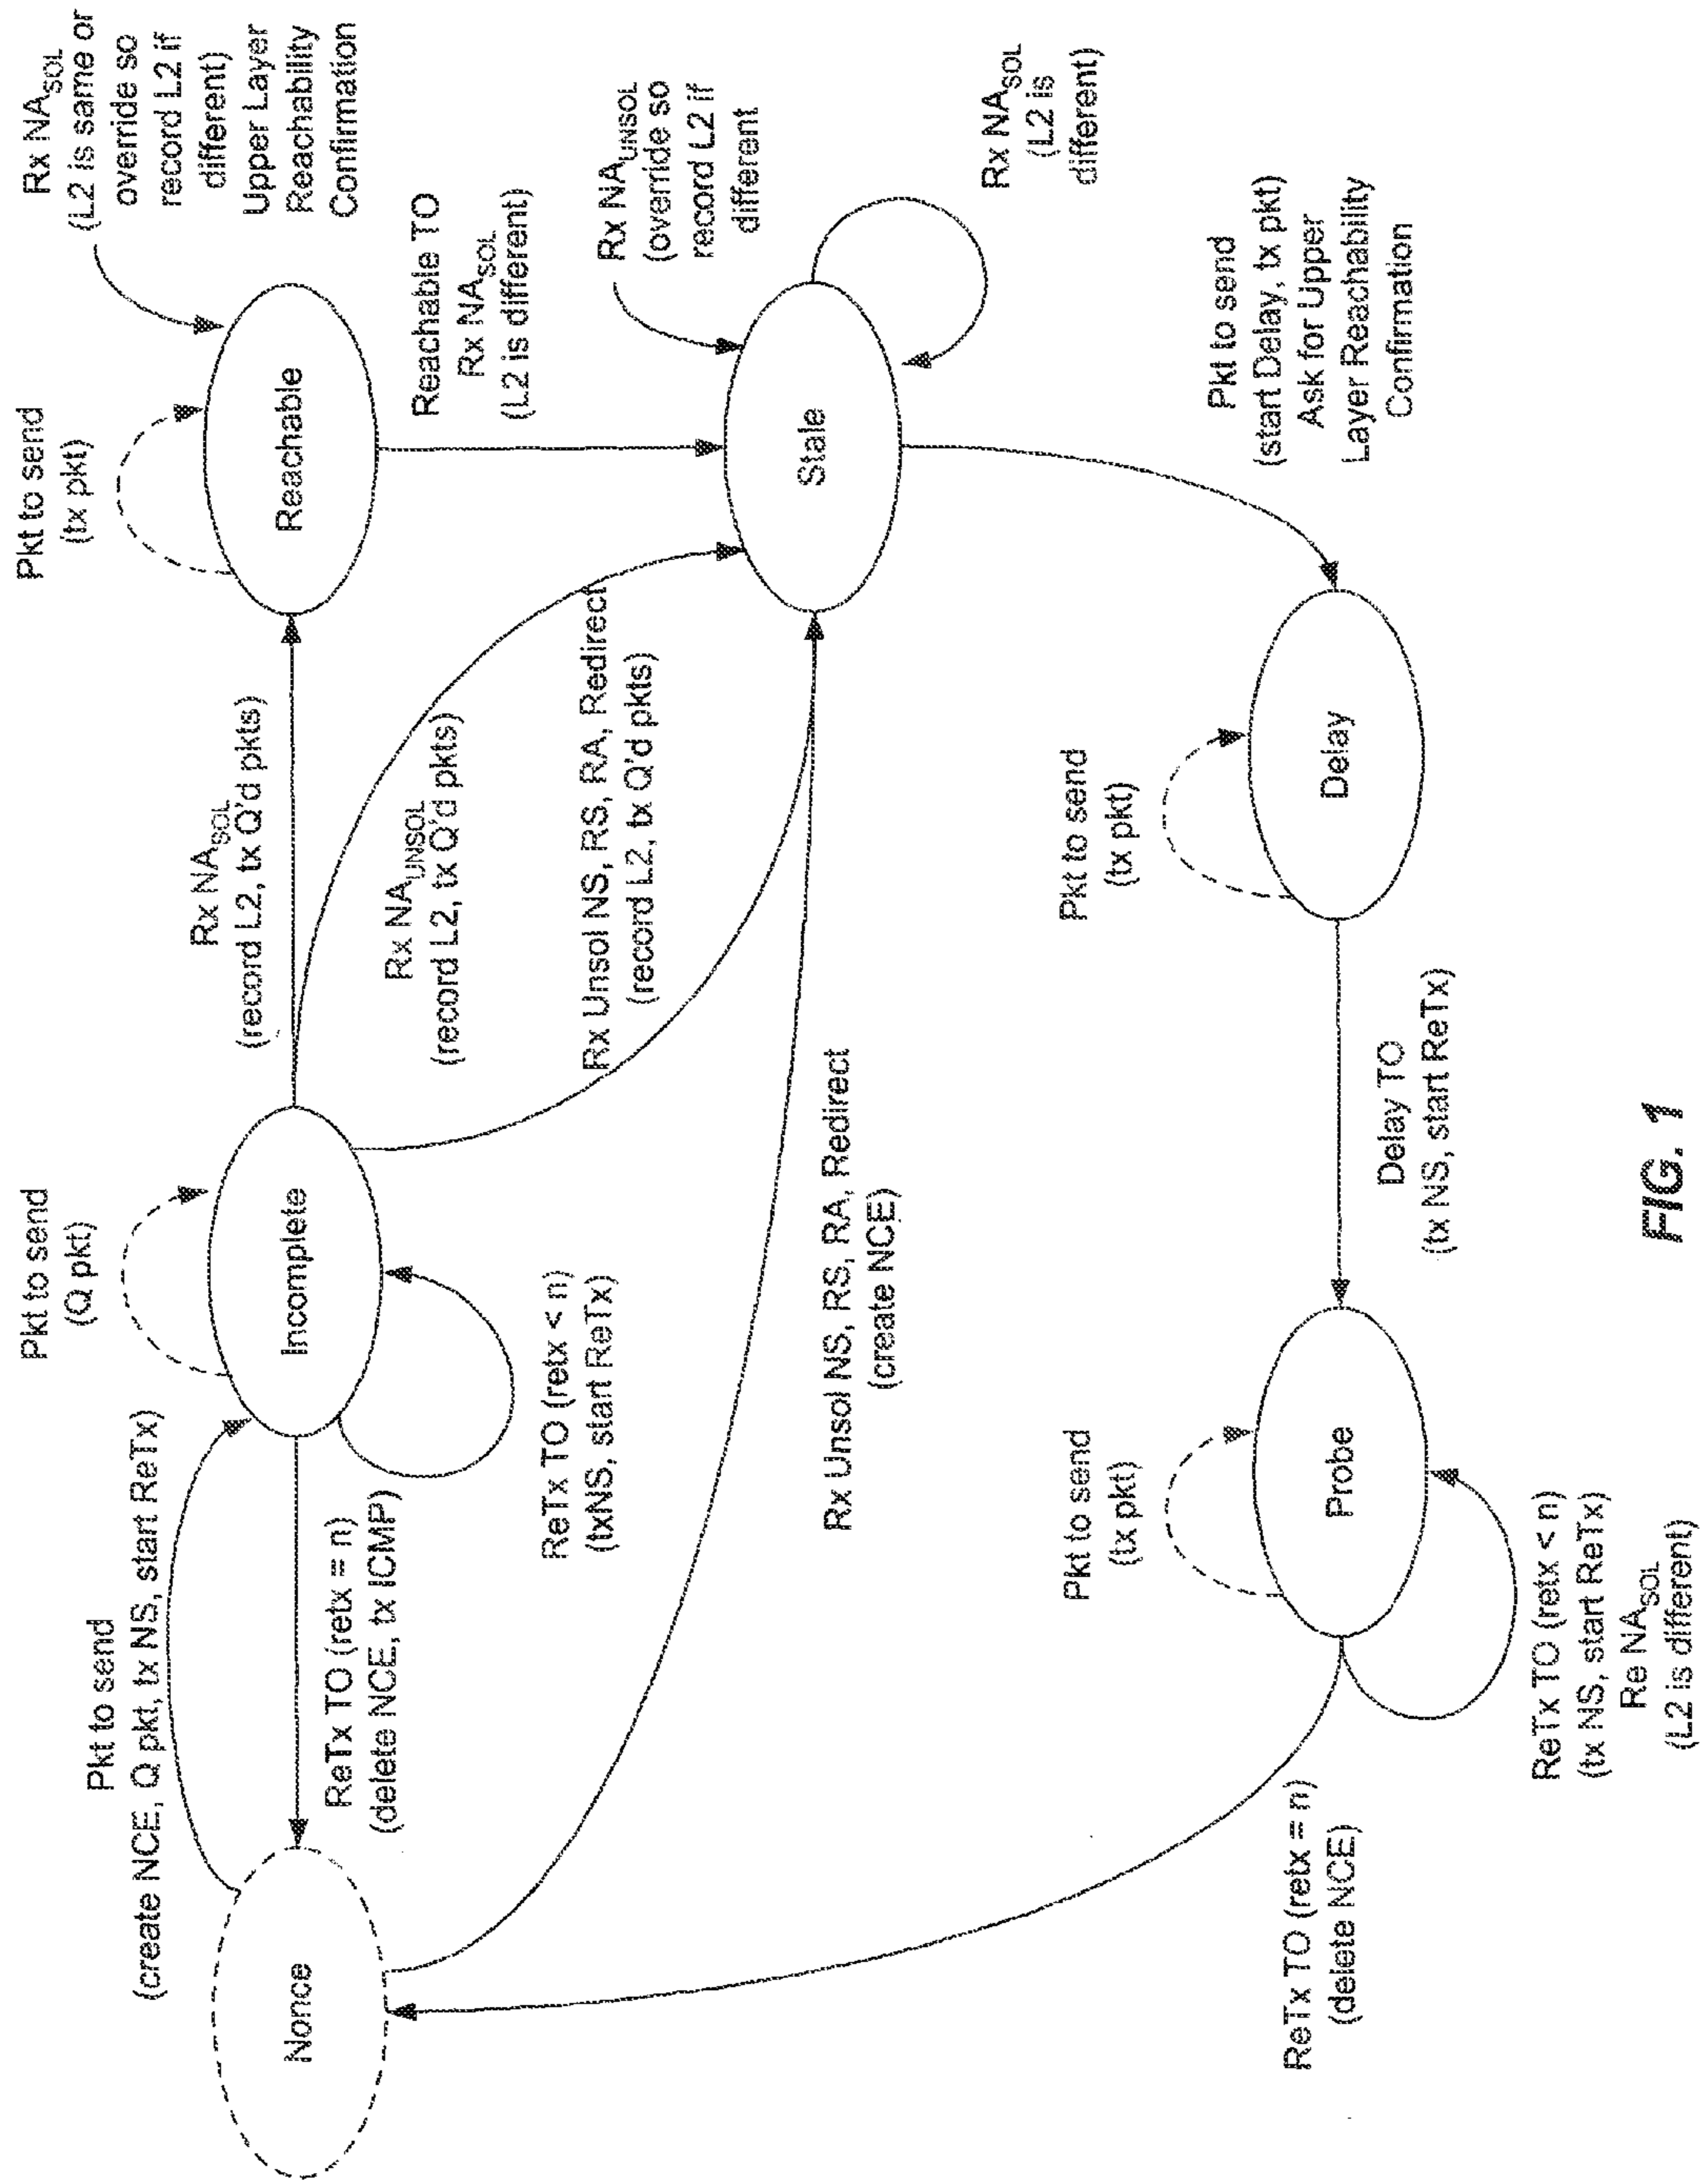 Pkt to send
(create NCE, Q pkt, tx NS, start ReTx)
Pkt to send
(Q pkt)
Pkt to send
(tx pkt)
Rx NASOL
(L2 is same or
override so
record L2 if
different)
Upper Layer
Reachability
Confirmation
Nonce
Incomplete
Reachable
Rx NASOL
(record L2, tx Q'd pkts)
ReTx TO (retx = n)
(delete NCE, tx ICMP)
Rx NAUNSOL
(record L2, tx Q'd pkts)
Reachable TO
Rx NASOL
(L2 is different)
ReTx TO (retx < n)
(txNS, start ReTx)
Rx Unsol NS, RS, RA, Redirect
(record L2, tx Q'd pkts)
Rx NAUNSOL
(override so
record L2 if
different
Stale
Rx Unsol NS, RS, RA, Redirect
(create NCE)
Rx NASOL
(L2 is
different)
Pkt to send
(tx pkt)
Pkt to send
(tx pkt)
Pkt to send
(start Delay, tx pkt)
Ask for Upper
Layer Reachability
Confirmation
Probe
Delay
ReTx TO (retx = n)
(delete NCE)
Delay TO
(tx NS, start ReTx)
ReTx TO (retx < n)
(tx NS, start ReTx)
Re NASOL
(L2 is different)
FIG. 1